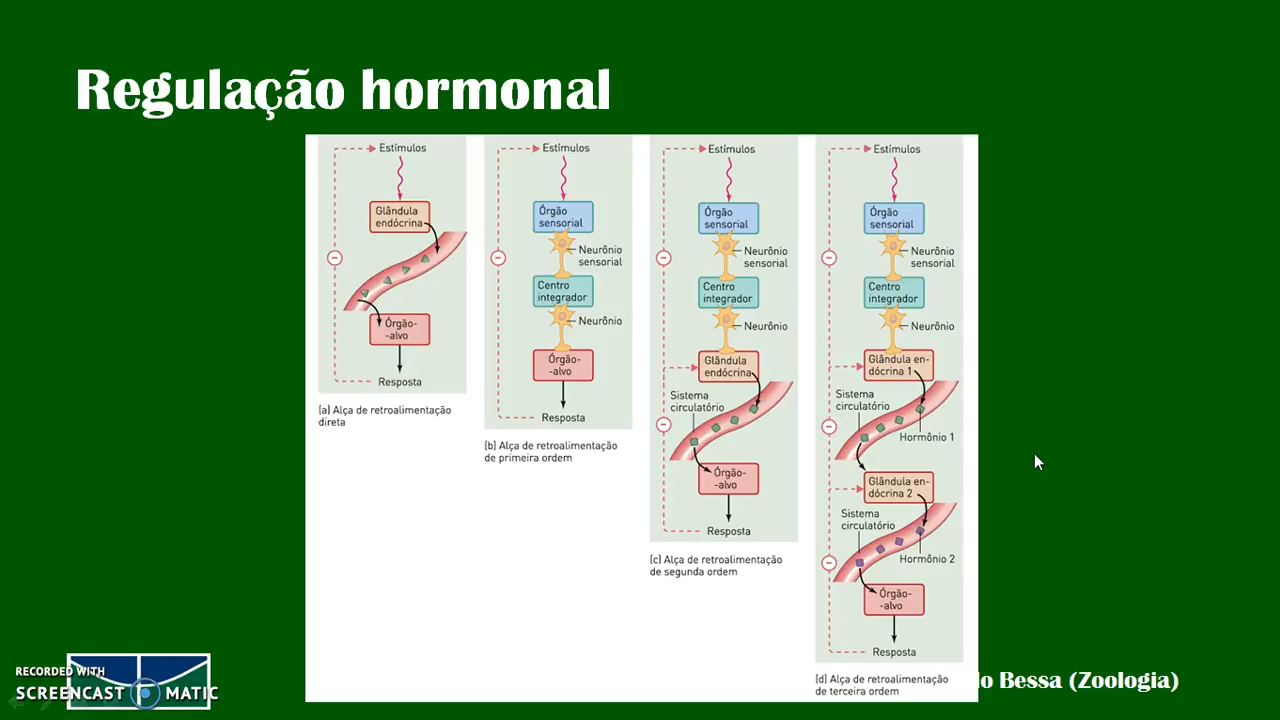 Regulação hormonal
Estímulos
Glândula
endócrina
Órgão-
-alvo
Resposta
(a) Alça de retroalimentação
direta
Estímulos
Órgão
sensorial
Neurônio
sensorial
Centro
integrador
Neurônio
Órgão-
-alvo
Resposta
(b) Alça de retroalimentação
de primeira ordem
Estímulos
Órgão
sensorial
Neurônio
sensorial
Centro
integrador
Neurônio
Glândula
endócrina
Sistema
circulatório
Órgão-
-alvo
Resposta
(c) Alça de retroalimentação
de segunda ordem
Estímulos
Órgão
sensorial
Neurônio
sensorial
Centro
integrador
Neurônio
Glândula en-
dócrina 1
Sistema
circulatório
Hormônio 1
Glândula en-
dócrina 2
Sistema
circulatório
Hormônio 2
Órgão-
-alvo
Resposta
(d) Alça de retroalimentação
de terceira ordem
Bessa (Zoologia)
RECORDED WITH
SCREENCAST MATIC